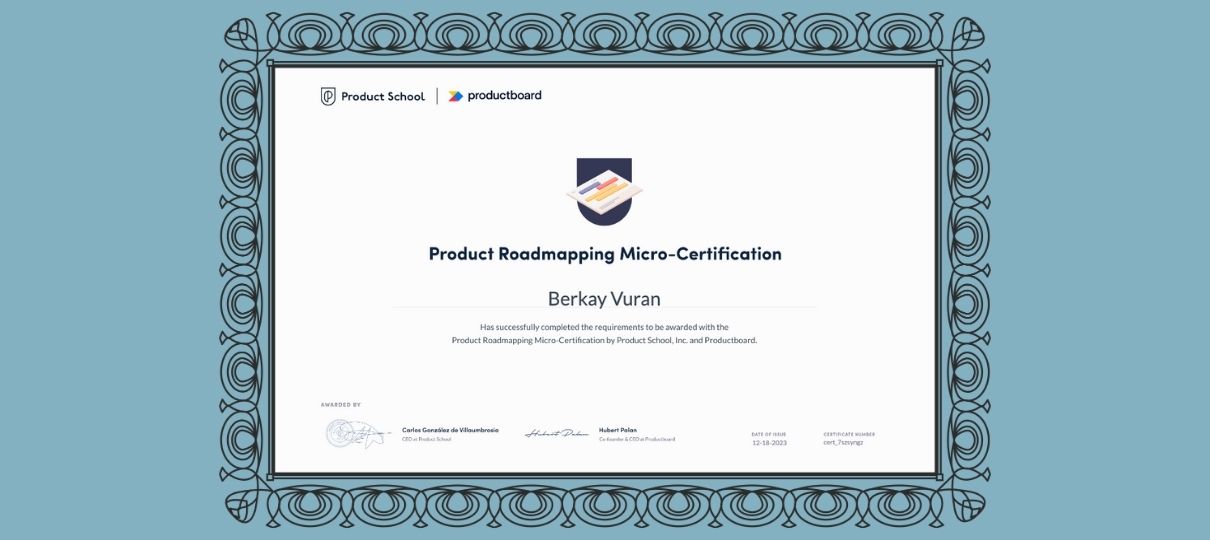 Product School | productboard
Product Roadmapping Micro-Certification
Berkay Vuran
Has successfully completed the requirements to be awarded with the
Product Roadmapping Micro-Certification by Product School, Inc. and Productboard.
AWARDED BY
Carlos González de Villaumbrosia
CEO at Product School
Hubert Palan
Hubert Palan
Co-founder & CEO at Productboard
DATE OF ISSUE
12-18-2023
CERTIFICATE NUMBER
cert_7szsyngz